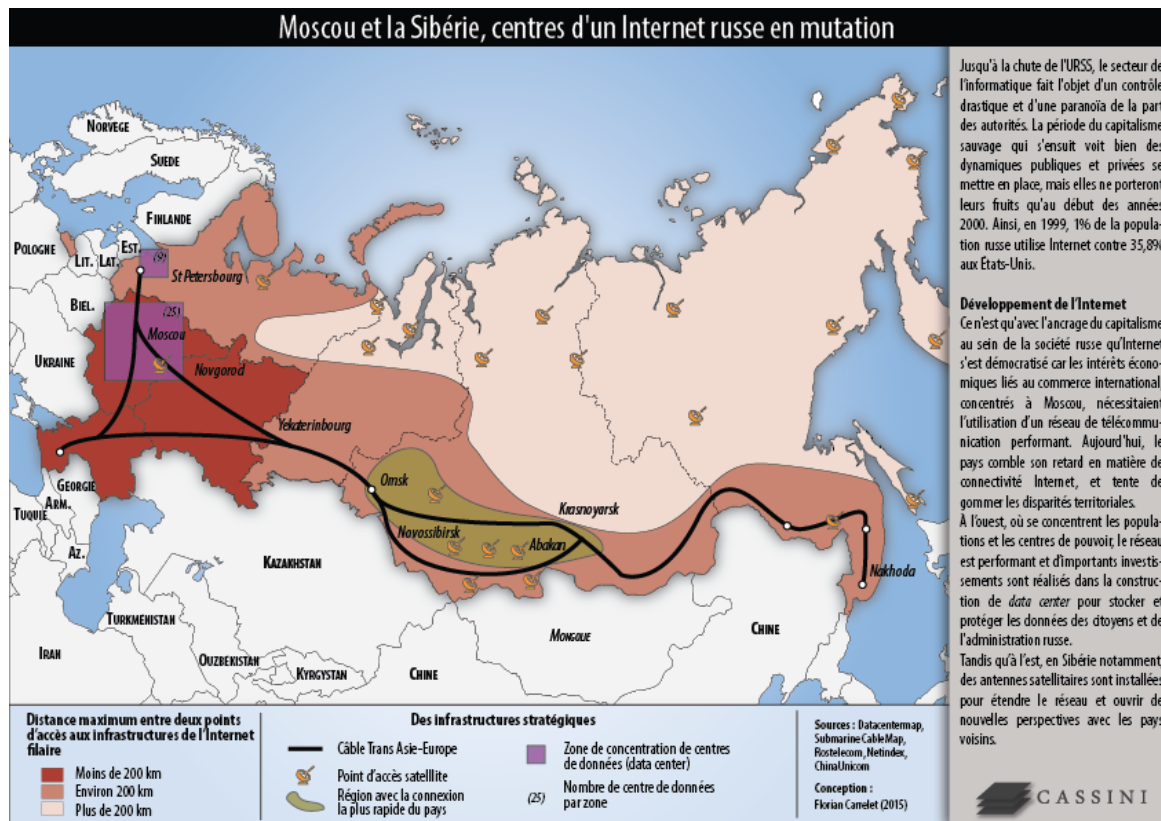 Moscou et la Sibérie, centres d'un Internet russe en mutation
NORVÈGE
SUEDE
FINLANDE
EST.
POLOGNE
LIT.
LAT.
(9)
St Petersbourg
BIEL.
(25)
Moscou
UKRAINE
Novgorod
Yekaterinbourg
GEORGIE
ARM.
TUQUIE
AZ.
Omsk
Krasnoyarsk
Novossibirsk
Abakan
KAZAKHSTAN
Nakhoda
TURKMÉNISTAN
IRAN
OUZBÉKISTAN
KYRGYSTAN
CHINE
MONGOLIE
CHINE
Jusqu'à la chute de l'URSS, le secteur de
l'informatique fait l'objet d'un contrôle
drastique et d'une paranoïa de la part
des autorités. La période du capitalisme
sauvage qui s'ensuit voit bien des
dynamiques publiques et privées se
mettre en place, mais elles ne porteront
leurs fruits qu'au début des années
2000. Ainsi, en 1999, 1% de la popula-
tion russe utilise Internet contre 35,8%
aux États-Unis.
Développement de l'Internet
Ce n'est qu'avec l'ancrage du capitalisme
au sein de la société russe qu'Internet
s'est démocratisé car les intérêts écono-
miques liés au commerce international,
concentrés à Moscou, nécessitaient
l'utilisation d'un réseau de télécommu-
nication performant. Aujourd'hui, le
pays comble son retard en matière de
connectivité Internet, et tente de
gommer les disparités territoriales.
À l'ouest, où se concentrent les popula-
tions et les centres de pouvoir, le réseau
est performant et d'importants investis-
sements sont réalisés dans la construc-
tion de data center pour stocker et
protéger les données des citoyens et de
l'administration russe.
Tandis qu'à l'est, en Sibérie notamment,
des antennes satellitaires sont installées
pour étendre le réseau et ouvrir de
nouvelles perspectives avec les pays
voisins.
Distance maximum entre deux points
d'accès aux infrastructures de l'Internet
filaire
Moins de 200 km
Environ 200 km
Plus de 200 km
Des infrastructures stratégiques
Câble Trans Asie-Europe
Point d'accès satelllite
Région avec la connexion
la plus rapide du pays
Zone de concentration de centres
de données (data center)
(25)
Nombre de centre de données
par zone
Sources : Datacentermap,
SubmarineCableMap,
Rostelecom, Netindex,
ChinaUnicom
Conception :
Florian Carrelet (2015)
CASSINI